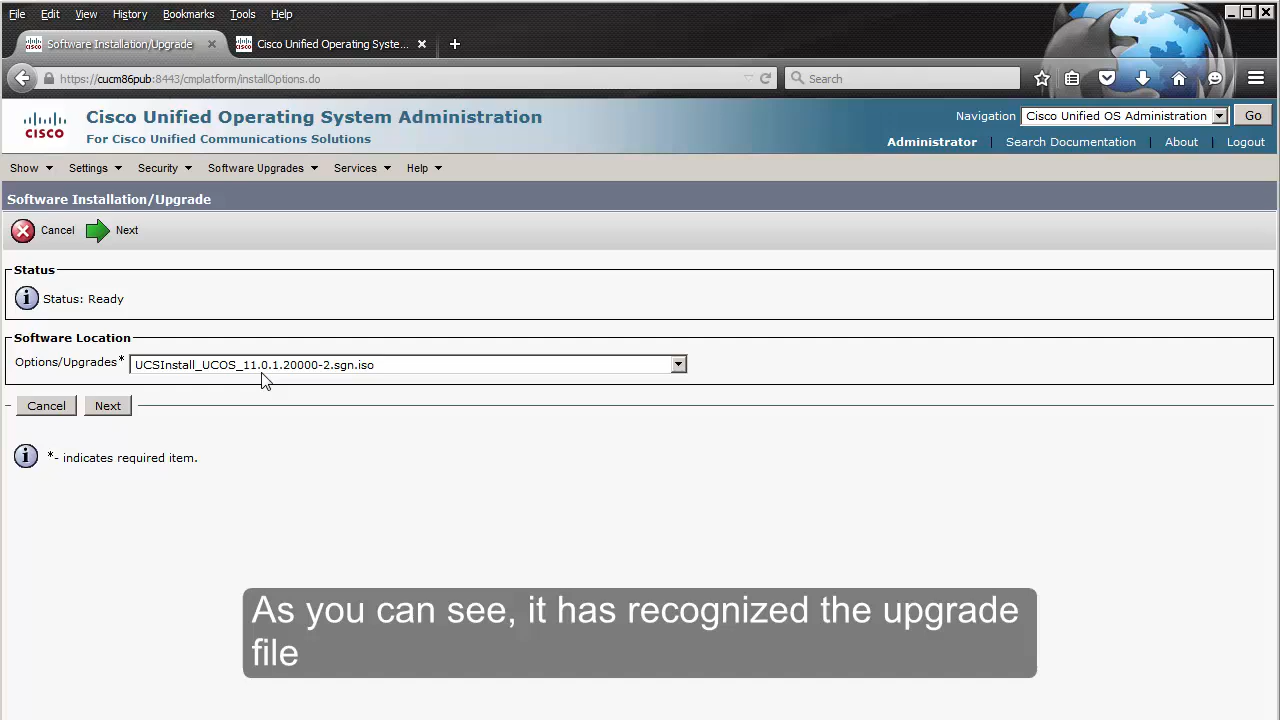 File Edit View History Bookmarks Tools Help
Software Installation/Upgrade Cisco Unified Operating Syste...
https://cucm86pub:8443/cmplatform/installOptions.do Search
CISCO
Cisco Unified Operating System Administration
For Cisco Unified Communications Solutions
Navigation Cisco Unified OS Administration Go
Administrator | Search Documentation | About | Logout
Show Settings Security Software Upgrades Services Help
Software Installation/Upgrade
Cancel Next
Status
Status: Ready
Software Location
Options/Upgrades* UCSInstall_UCOS_11.0.1.20000-2.sgn.iso
Cancel Next
*- indicates required item.
As you can see, it has recognized the upgrade
file